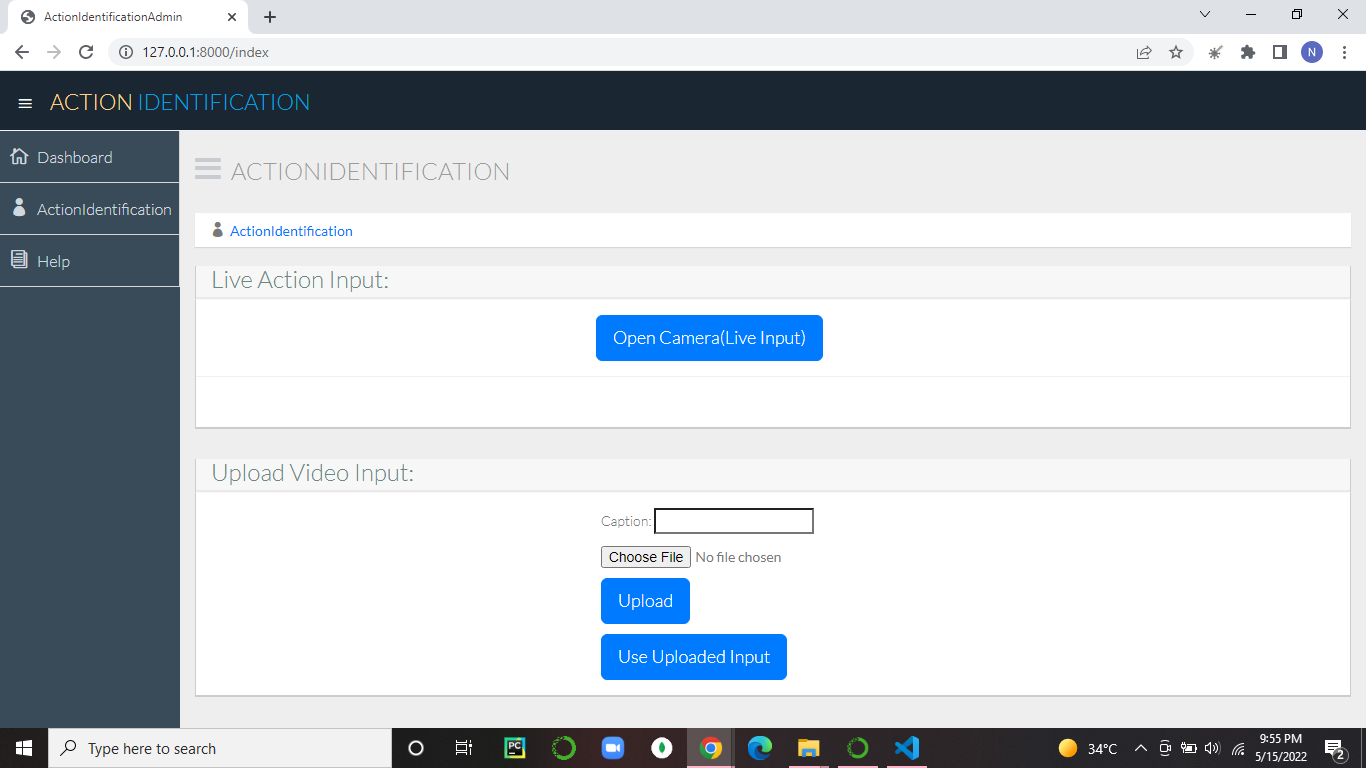 ActionIdentificationAdmin
127.0.0.1:8000/index
N
ACTION IDENTIFICATION
Dashboard
ActionIdentification
Help
ACTIONIDENTIFICATION
ActionIdentification
Live Action Input:
Open Camera(Live Input)
Upload Video Input:
Caption:
Choose File No file chosen
Upload
Use Uploaded Input
Type here to search
PC
34°C
9:55 PM
5/15/2022
2